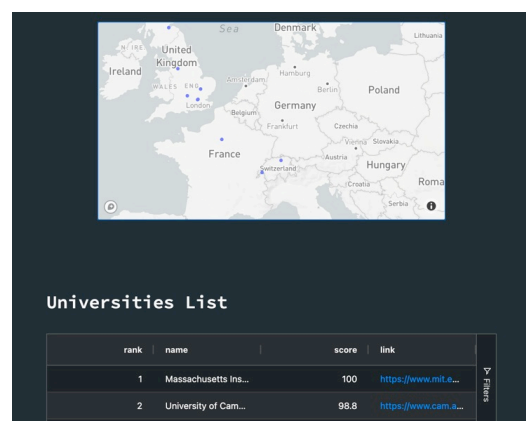 Sea
Denmark
Lithuania
N. IRE.
United
Kingdom
Ireland
Hamburg
Amsterdam
WALES ENG.
Berlin
Poland
London
Germany
Belgium
Frankfurt
Czechia
Vienna Slovakia
France
Austria
Switzerland
Hungary
Croatia
Roma
Serbia
Universities List
rank name score link
1 Massachusetts Ins... 100 https://www.mit.e...
2 University of Cam... 98.8 https://www.cam.a...
Filters